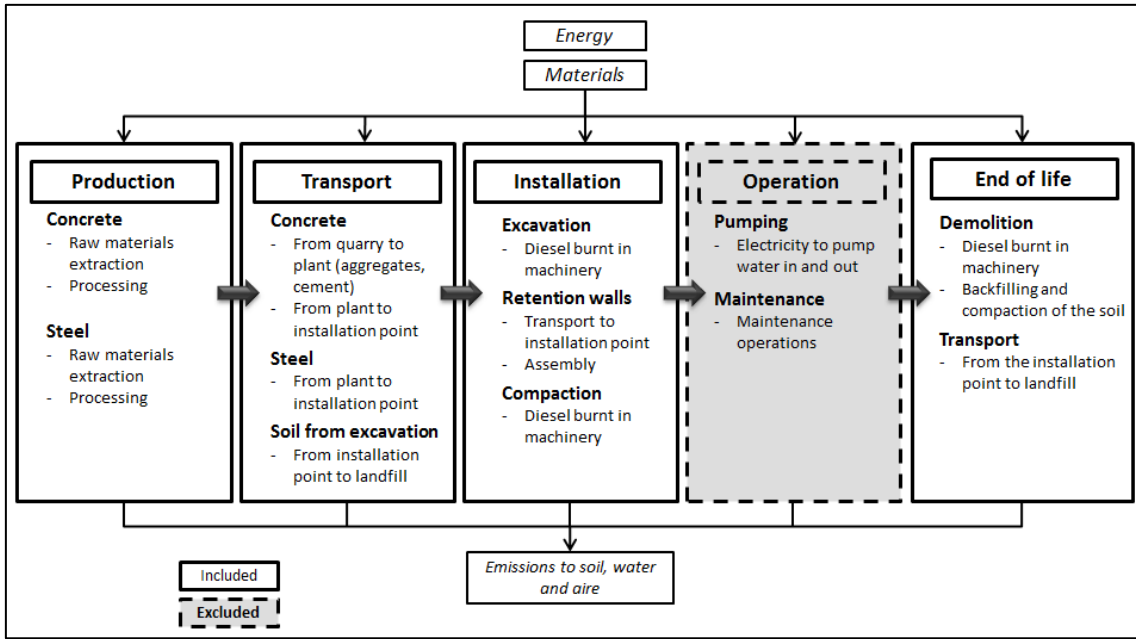 Energy
Materials
Production
Concrete
- Raw materials
extraction
- Processing
Steel
- Raw materials
extraction
- Processing
Transport
Concrete
- From quarry to
plant (aggregates,
cement)
- From plant to
installation point
Steel
- From plant to
installation point
Soil from excavation
- From installation
point to landfill
Installation
Excavation
- Diesel burnt in
machinery
Retention walls
- Transport to
installation point
- Assembly
Compaction
- Diesel burnt in
machinery
Operation
Pumping
- Electricity to pump
water in and out
Maintenance
- Maintenance
operations
End of life
Demolition
- Diesel burnt in
machinery
- Backfilling and
compaction of the soil
Transport
- From the installation
point to landfill
Emissions to soil, water
and aire
Included
Excluded